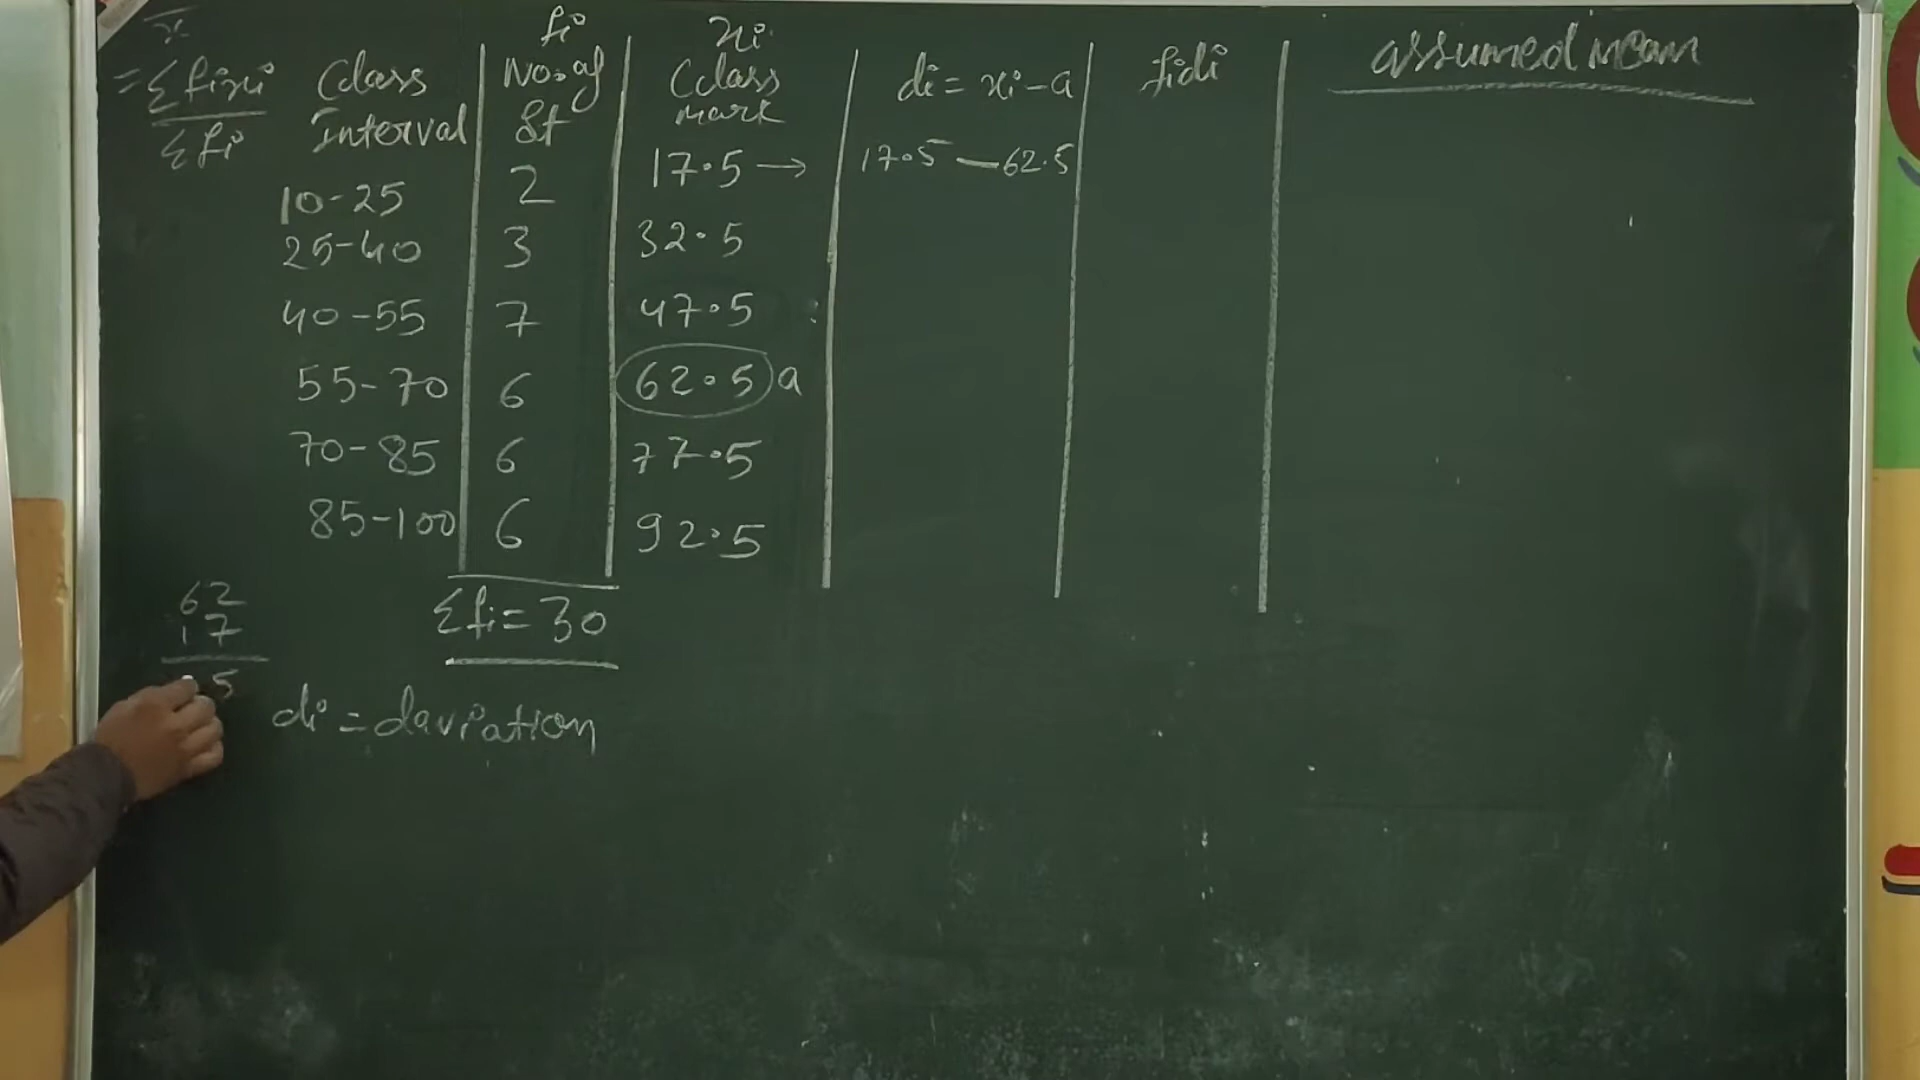 x̄
= Σfixi
Σfi
Class Interval | fi No. of St | xi Class mark | di = xi - a | fidi | assumed mean
10-25 | 2 | 17.5 → | 17.5 — 62.5
25-40 | 3 | 32.5
40-55 | 7 | 47.5
55-70 | 6 | 62.5 a
70-85 | 6 | 77.5
85-100 | 6 | 92.5
Σfi = 30
62
17
5
di = daviation